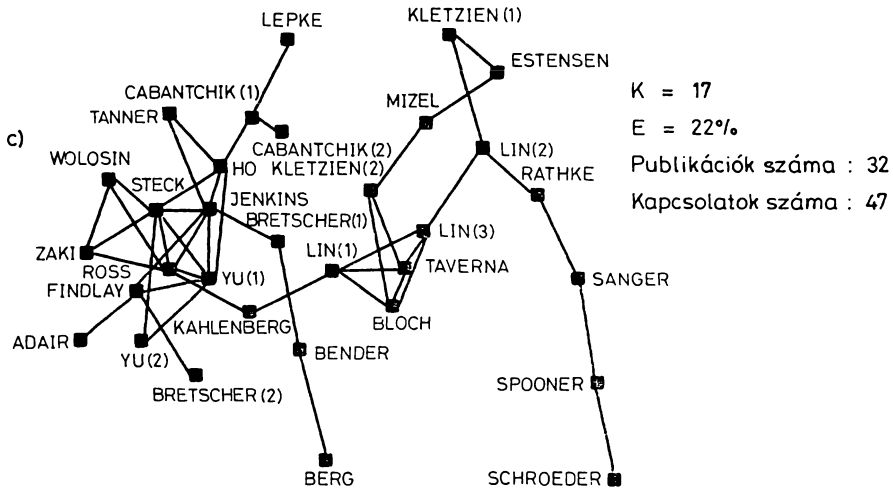 LEPKE
KLETZIEN (1)
ESTENSEN
CABANTCHIK (1)
MIZEL
K = 17
TANNER
E = 22%
c)
CABANTCHIK (2)
KLETZIEN (2)
LIN (2)
WOLOSIN
HO
RATHKE
Publikációk száma : 32
STECK
JENKINS
Kapcsolatok száma : 47
BRETSCHER (1)
LIN (3)
ZAKI
LIN (1)
ROSS
YU (1)
TAVERNA
SANGER
FINDLAY
KAHLENBERG
BLOCH
ADAIR
YU (2)
BENDER
BRETSCHER (2)
SPOONER
BERG
SCHROEDER